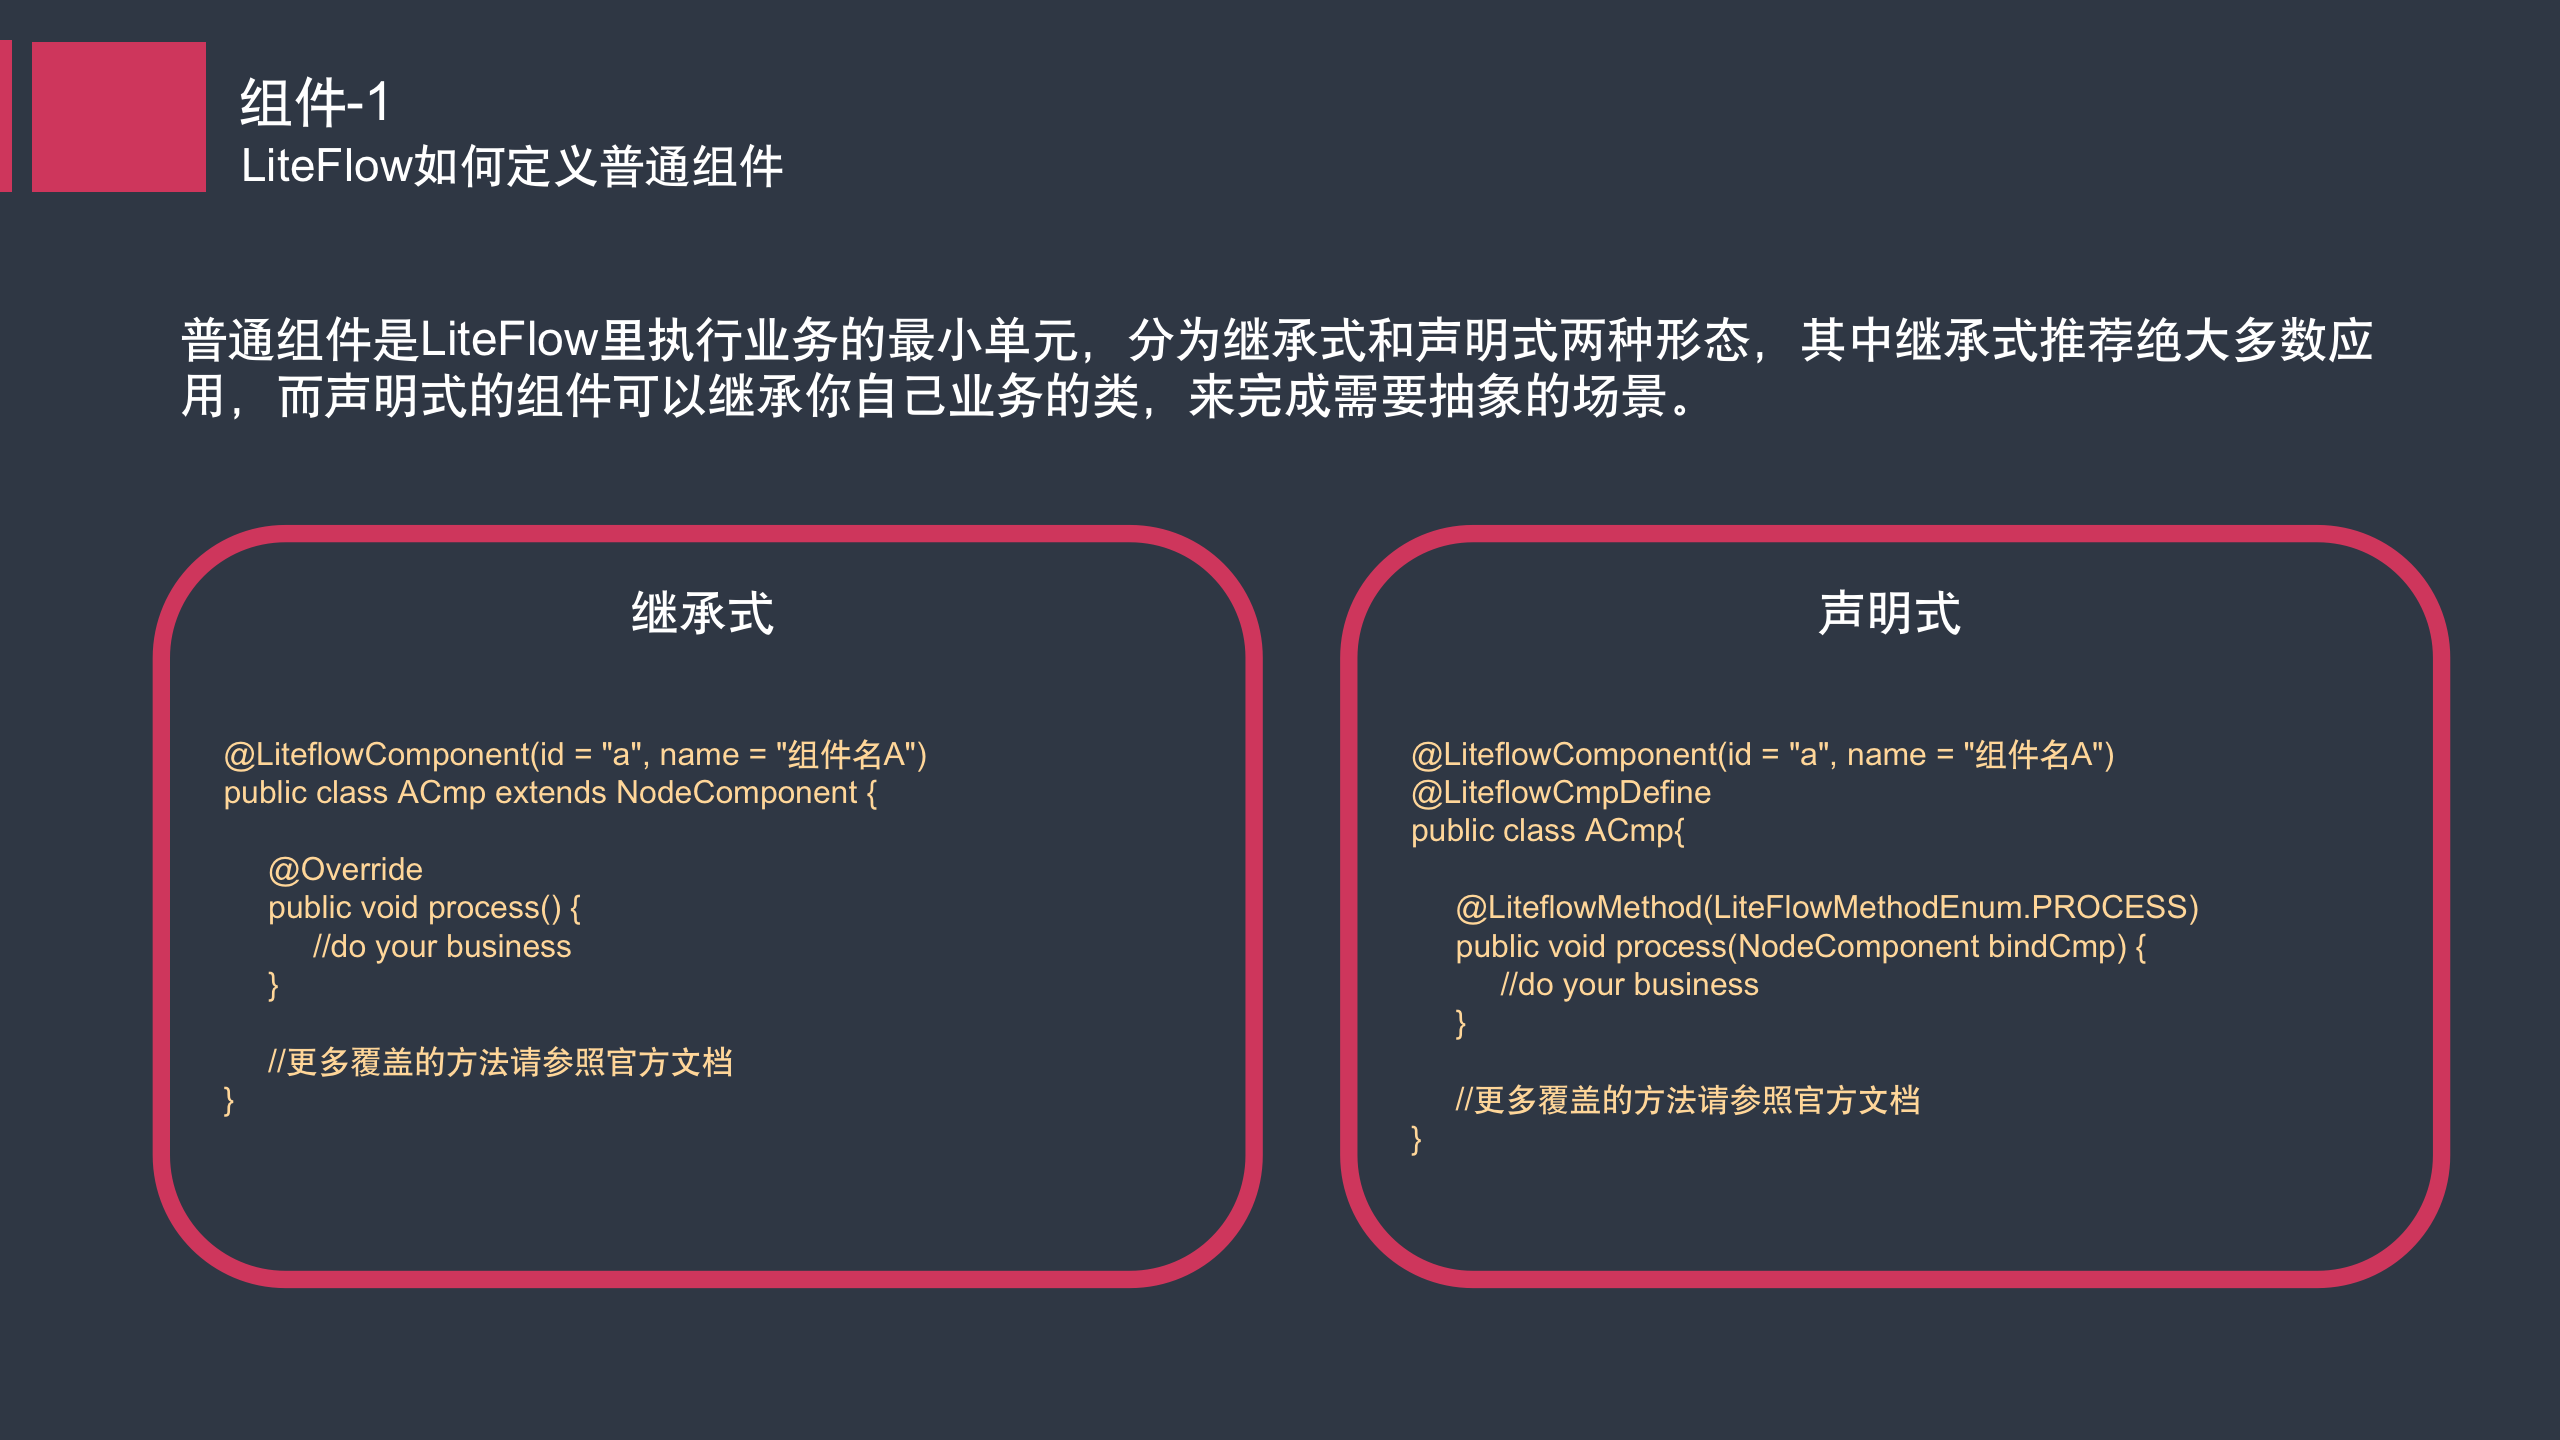 组件-1
LiteFlow如何定义普通组件
普通组件是LiteFlow里执行业务的最小单元，分为继承式和声明式两种形态，其中继承式推荐绝大多数应
用，而声明式的组件可以继承你自己业务的类，来完成需要抽象的场景。
继承式
@LiteflowComponent(id = "a", name = "组件名A")
public class ACmp extends NodeComponent {
@Override
public void process() {
//do your business
}
//更多覆盖的方法请参照官方文档
}
声明式
@LiteflowComponent(id = "a", name = "组件名A")
@LiteflowCmpDefine
public class ACmp{
@LiteflowMethod(LiteFlowMethodEnum.PROCESS)
public void process(NodeComponent bindCmp) {
//do your business
}
//更多覆盖的方法请参照官方文档
}